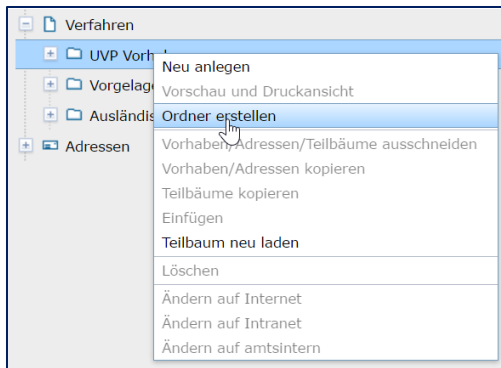 Verfahren
UVP Vorh
Vorgelag
Ausländis
Adressen
Neu anlegen
Vorschau und Druckansicht
Ordner erstellen
Vorhaben/Adressen/Teilbäume ausschneiden
Vorhaben/Adressen kopieren
Teilbäume kopieren
Einfügen
Teilbaum neu laden
Löschen
Ändern auf Internet
Ändern auf Intranet
Ändern auf amtsintern